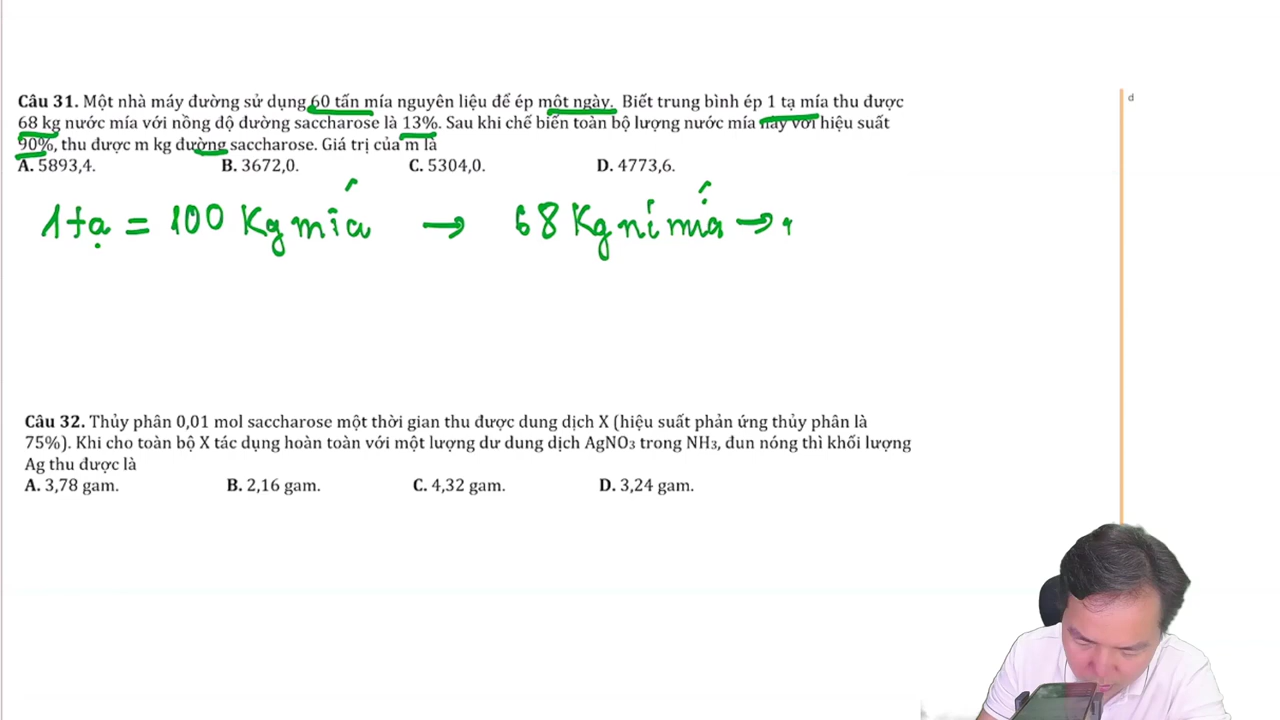 Câu 31. Một nhà máy đường sử dụng 60 tấn mía nguyên liệu để ép một ngày. Biết trung bình ép 1 tạ mía thu được
68 kg nước mía với nồng dộ đường saccharose là 13%. Sau khi chế biến toàn bộ lượng nước mía này với hiệu suất
90%, thu được m kg đường saccharose. Giá trị của m là
A. 5893,4. B. 3672,0. C. 5304,0. D. 4773,6.
1 tạ = 100 Kg mía → 68 Kg ní mía →
Câu 32. Thủy phân 0,01 mol saccharose một thời gian thu được dung dịch X (hiệu suất phản ứng thủy phân là
75%). Khi cho toàn bộ X tác dụng hoàn toàn với một lượng dư dung dịch AgNO₃ trong NH₃, đun nóng thì khối lượng
Ag thu được là
A. 3,78 gam. B. 2,16 gam. C. 4,32 gam. D. 3,24 gam.
d